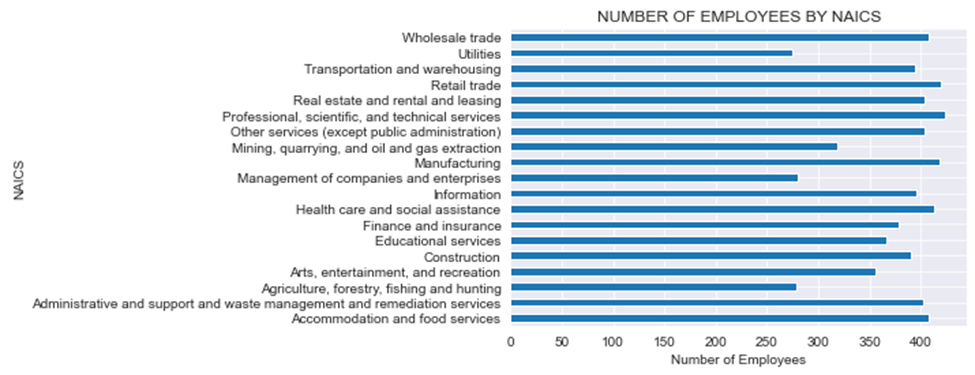 NUMBER OF EMPLOYEES BY NAICS
NAICS
Wholesale trade
Utilities
Transportation and warehousing
Retail trade
Real estate and rental and leasing
Professional, scientific, and technical services
Other services (except public administration)
Mining, quarrying, and oil and gas extraction
Manufacturing
Management of companies and enterprises
Information
Health care and social assistance
Finance and insurance
Educational services
Construction
Arts, entertainment, and recreation
Agriculture, forestry, fishing and hunting
Administrative and support and waste management and remediation services
Accommodation and food services
0 50 100 150 200 250 300 350 400
Number of Employees